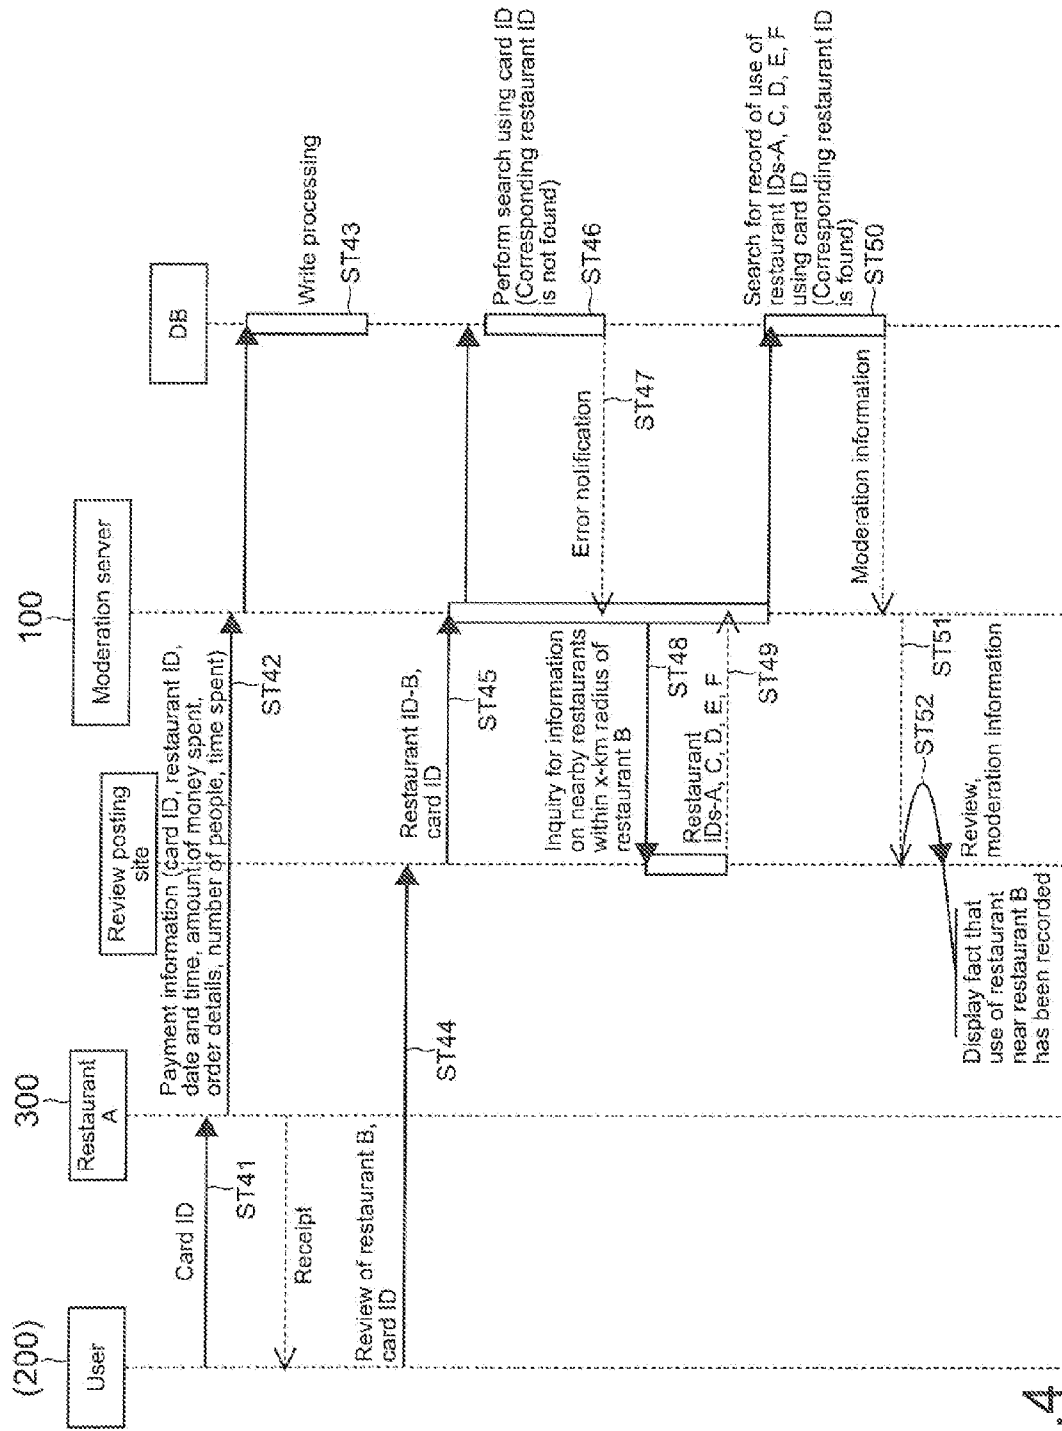 (200)
User
300
Restaurant
A
Review posting
site
100
Moderation server
DB
Card ID
ST41
Receipt
Payment information (card ID, restaurant ID,
date and time, amount of money spent,
order details, number of people, time spent)
ST42
Write processing
ST43
Review of restaurant B,
card ID
ST44
Restaurant ID-B,
card ID
ST45
Perform search using card ID
(Corresponding restaurant ID
is not found)
ST46
Error notification
ST47
Inquiry for information
on nearby restaurants
within x-km radius of
restaurant B
ST48
Restaurant
IDs-A, C, D, E, F
ST49
Search for record of use of
restaurant IDs-A, C, D, E, F
using card ID
(Corresponding restaurant ID
is found)
ST50
Moderation information
ST51
ST52
Review,
moderation information
Display fact that
use of restaurant
near restaurant B
has been recorded
.4